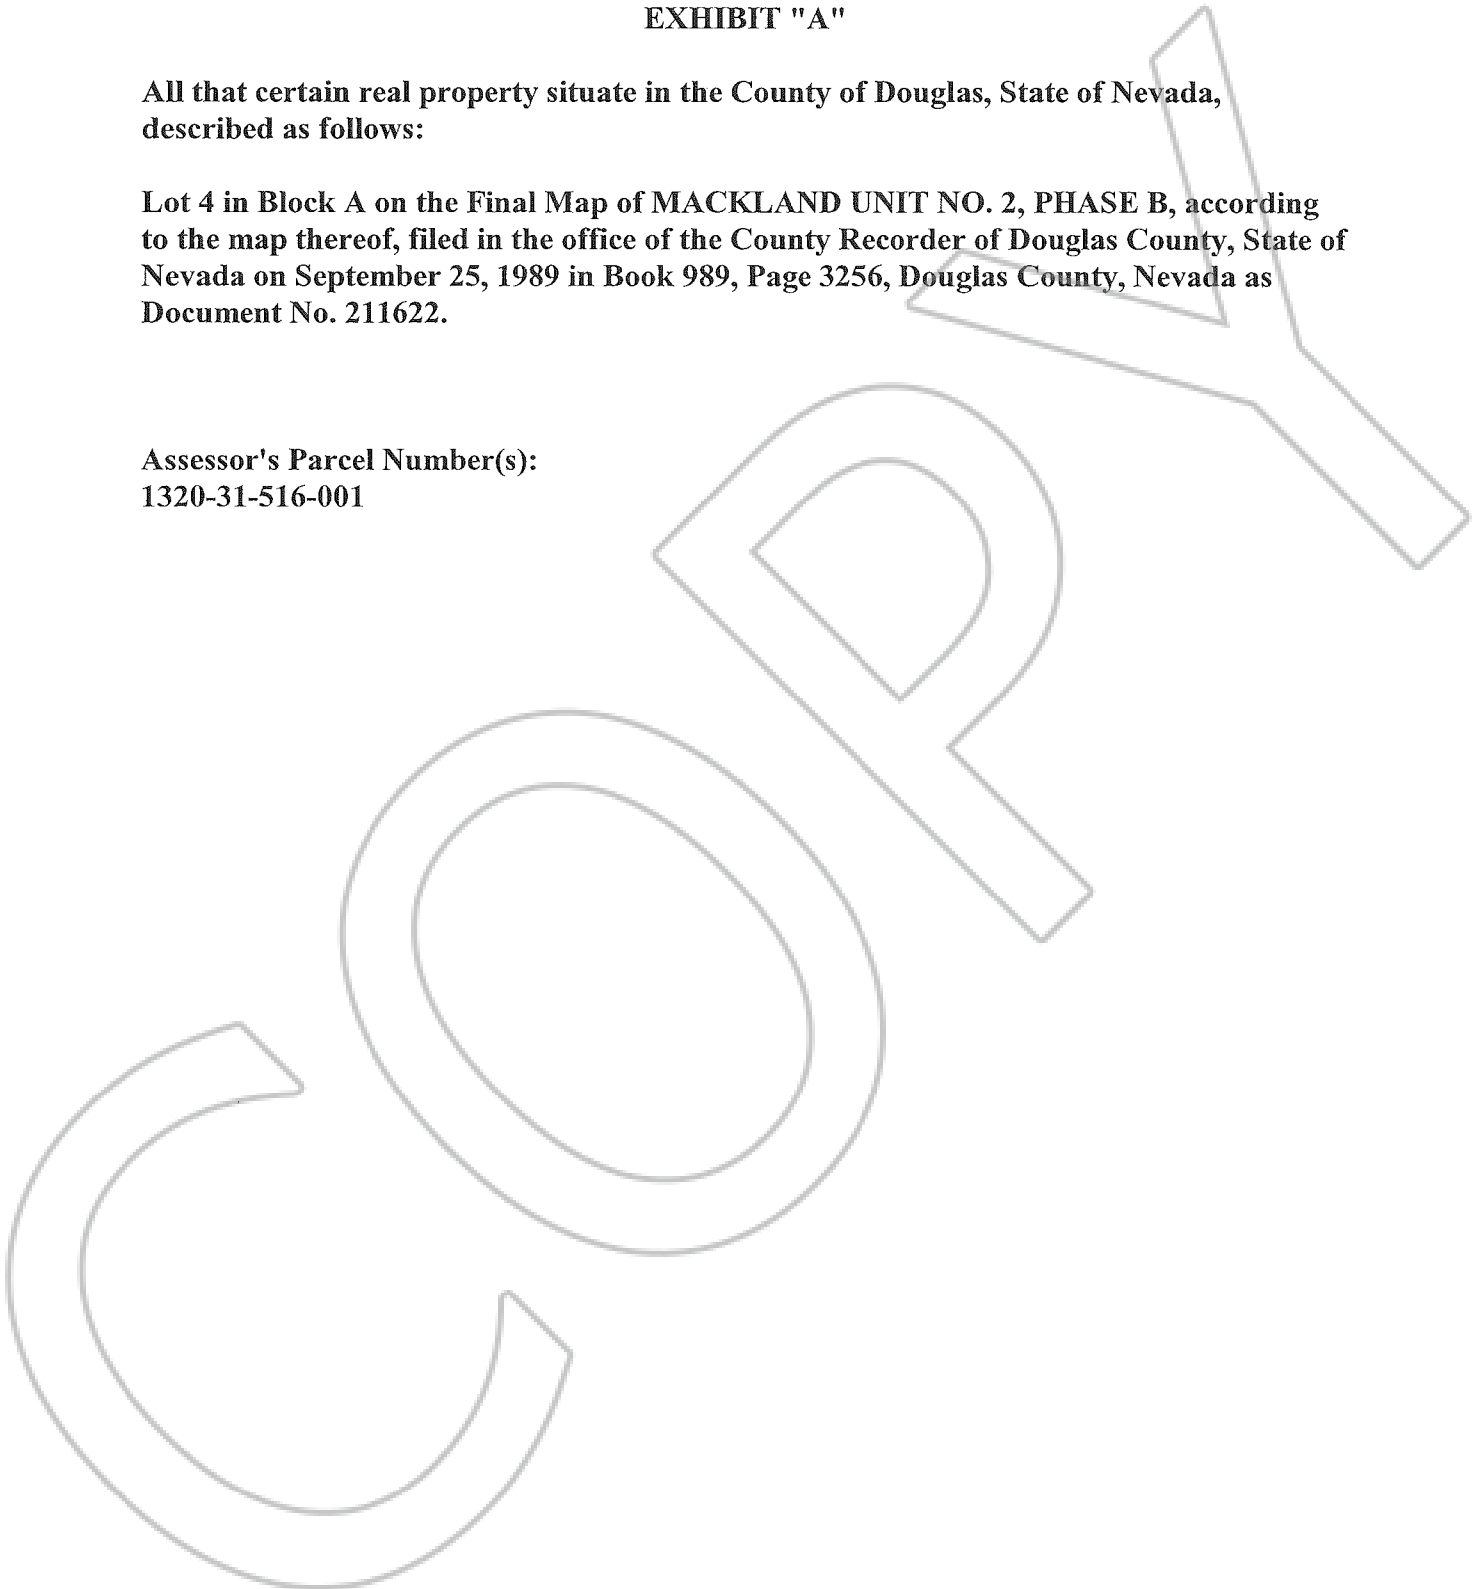 EXHIBIT "A"
All that certain real property situate in the County of Douglas, State of Nevada,
described as follows:
Lot 4 in Block A on the Final Map of MACKLAND UNIT NO. 2, PHASE B, according
to the map thereof, filed in the office of the County Recorder of Douglas County, State of
Nevada on September 25, 1989 in Book 989, Page 3256, Douglas County, Nevada as
Document No. 211622.
Assessor's Parcel Number(s):
1320-31-516-001
COPY